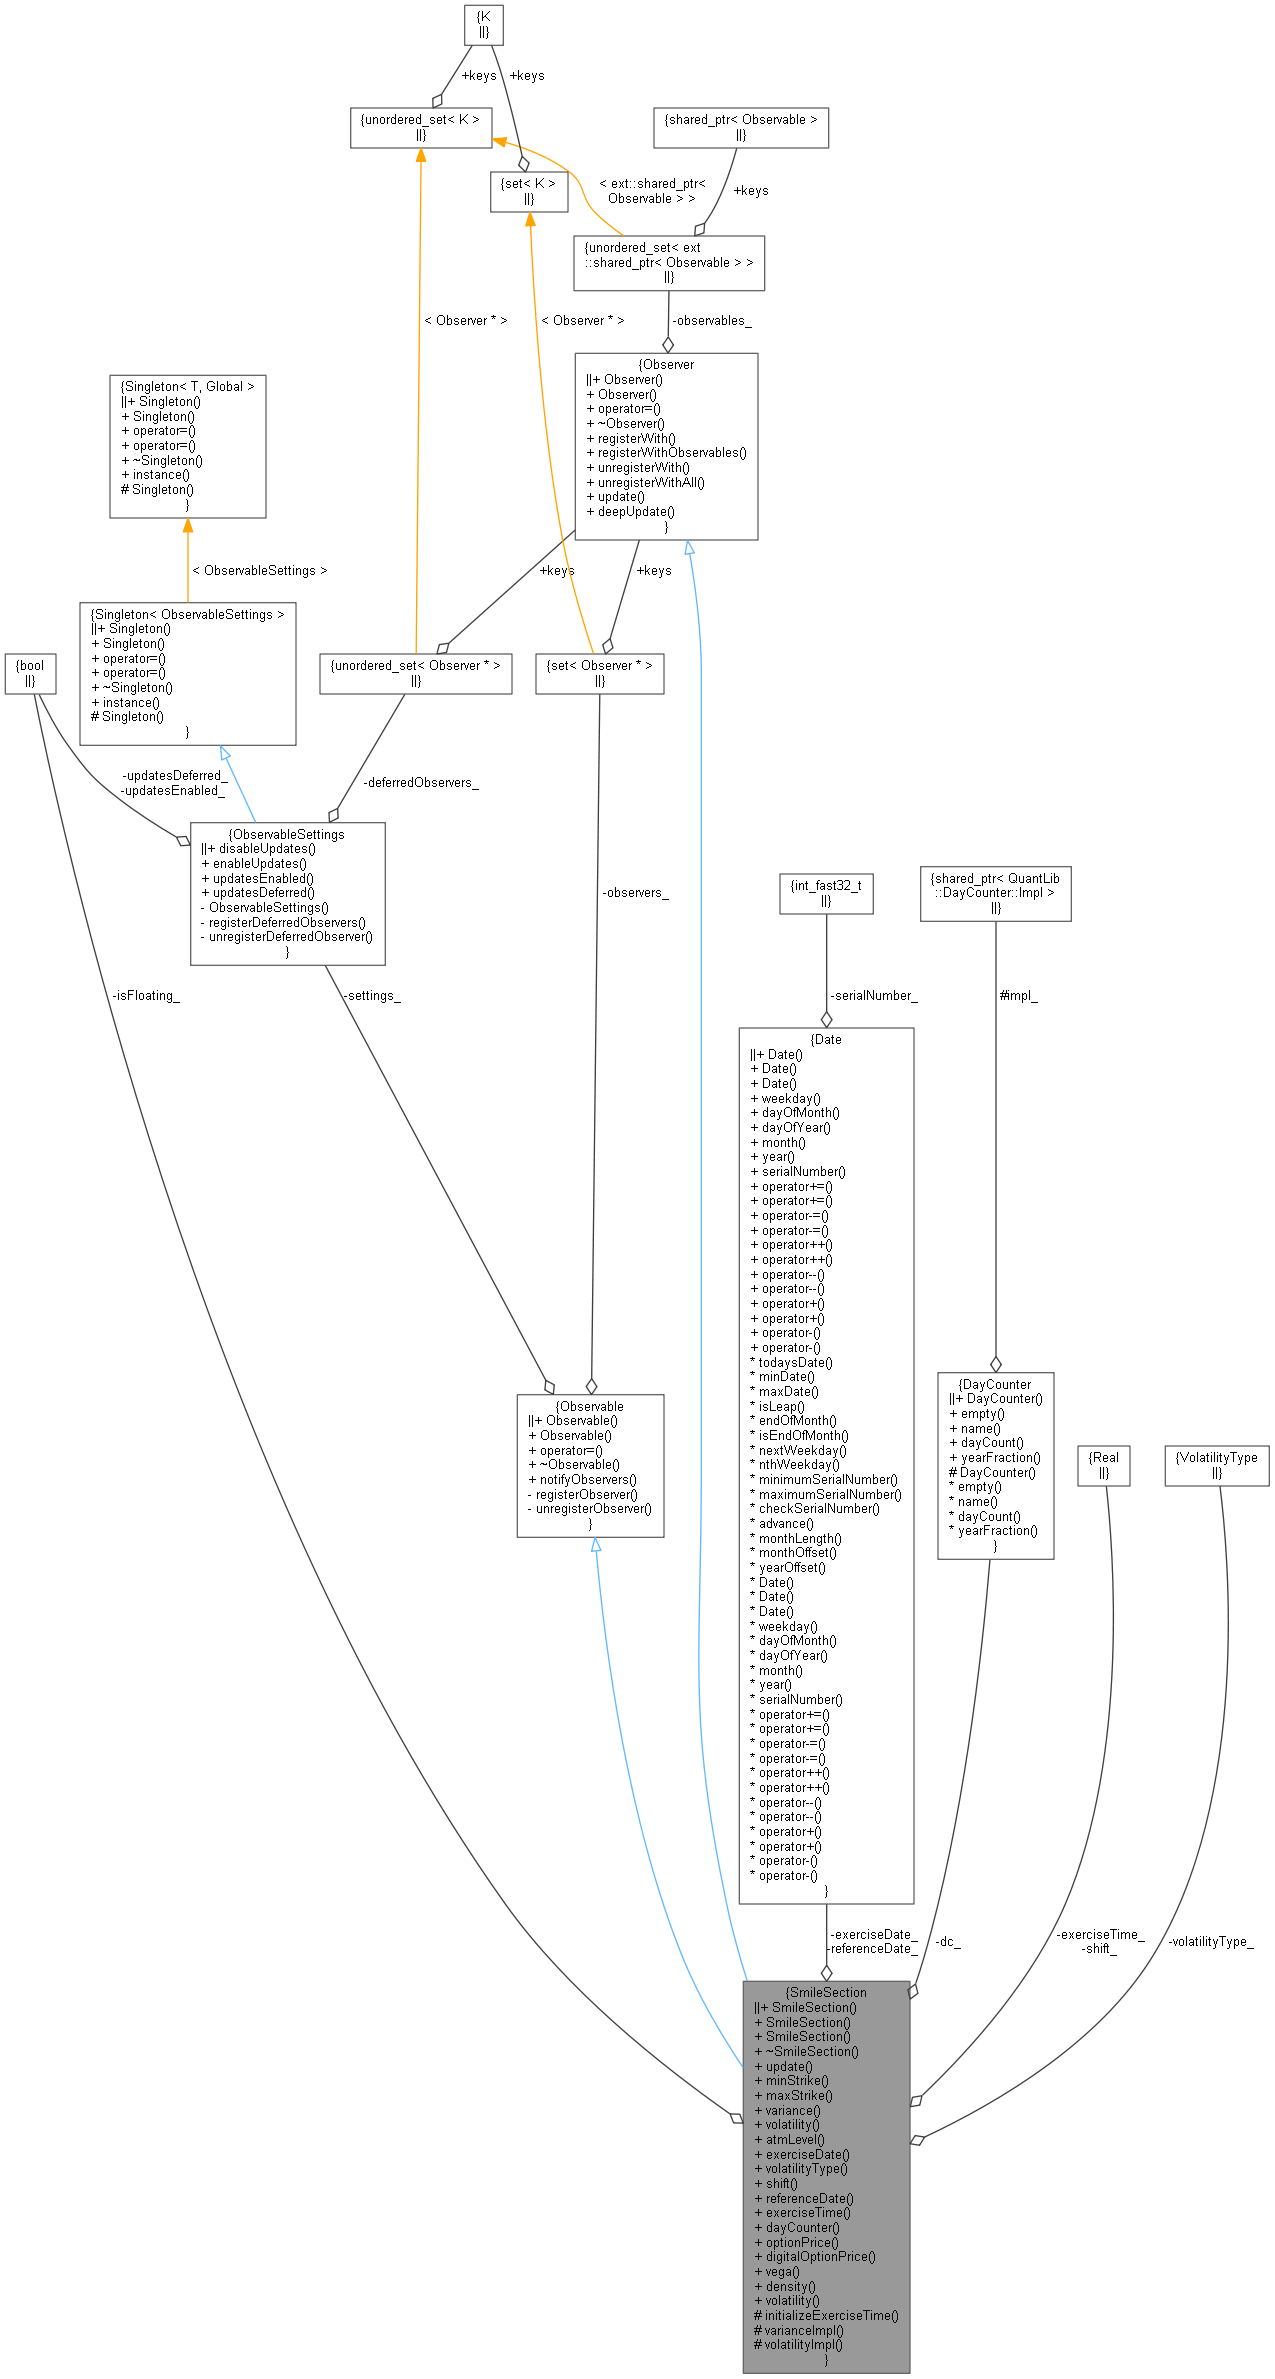 {K
||}
+keys
+keys
{unordered_set< K >
||}
{shared_ptr< Observable >
||}
{set< K >
||}
< ext::shared_ptr<
Observable > >
+keys
{unordered_set< ext
::shared_ptr< Observable > >
||}
< Observer * >
< Observer * >
-observables_
{Observer
||+ Observer()
+ Observer()
+ operator=()
+ ~Observer()
+ registerWith()
+ registerWithObservables()
+ unregisterWith()
+ unregisterWithAll()
+ update()
+ deepUpdate()
}
{Singleton< T, Global >
||+ Singleton()
+ Singleton()
+ operator=()
+ operator=()
+ ~Singleton()
+ instance()
# Singleton()
}
< ObservableSettings >
+keys
+keys
{Singleton< ObservableSettings >
||+ Singleton()
+ Singleton()
+ operator=()
+ operator=()
+ ~Singleton()
+ instance()
# Singleton()
}
{bool
||}
{unordered_set< Observer * >
||}
{set< Observer * >
||}
-updatesDeferred_
-updatesEnabled_
-deferredObservers_
{ObservableSettings
||+ disableUpdates()
+ enableUpdates()
+ updatesEnabled()
+ updatesDeferred()
- ObservableSettings()
- registerDeferredObservers()
- unregisterDeferredObserver()
}
-observers_
{int_fast32_t
||}
{shared_ptr< QuantLib
::DayCounter::Impl >
||}
-isFloating_
-settings_
-serialNumber_
#impl_
{Date
||+ Date()
+ Date()
+ Date()
+ weekday()
+ dayOfMonth()
+ dayOfYear()
+ month()
+ year()
+ serialNumber()
+ operator+=()
+ operator+=()
+ operator-=()
+ operator-=()
+ operator++()
+ operator++()
+ operator--()
+ operator--()
+ operator+()
+ operator+()
+ operator-()
+ operator-()
* todaysDate()
* minDate()
* maxDate()
* isLeap()
* endOfMonth()
* isEndOfMonth()
* nextWeekday()
* nthWeekday()
* minimumSerialNumber()
* maximumSerialNumber()
* checkSerialNumber()
* advance()
* monthLength()
* monthOffset()
* yearOffset()
* Date()
* Date()
* Date()
* weekday()
* dayOfMonth()
* dayOfYear()
* month()
* year()
* serialNumber()
* operator+=()
* operator+=()
* operator-=()
* operator-=()
* operator++()
* operator++()
* operator--()
* operator--()
* operator+()
* operator+()
* operator-()
* operator-()
}
{Observable
||+ Observable()
+ Observable()
+ operator=()
+ ~Observable()
+ notifyObservers()
- registerObserver()
- unregisterObserver()
}
{DayCounter
||+ DayCounter()
+ empty()
+ name()
+ dayCount()
+ yearFraction()
# DayCounter()
* empty()
* name()
* dayCount()
* yearFraction()
}
{Real
||}
{VolatilityType
||}
-exerciseDate_
-referenceDate_
-dc_
-exerciseTime_
-shift_
-volatilityType_
{SmileSection
||+ SmileSection()
+ SmileSection()
+ SmileSection()
+ ~SmileSection()
+ update()
+ minStrike()
+ maxStrike()
+ variance()
+ volatility()
+ atmLevel()
+ exerciseDate()
+ volatilityType()
+ shift()
+ referenceDate()
+ exerciseTime()
+ dayCounter()
+ optionPrice()
+ digitalOptionPrice()
+ vega()
+ density()
+ volatility()
# initializeExerciseTime()
# varianceImpl()
# volatilityImpl()
}